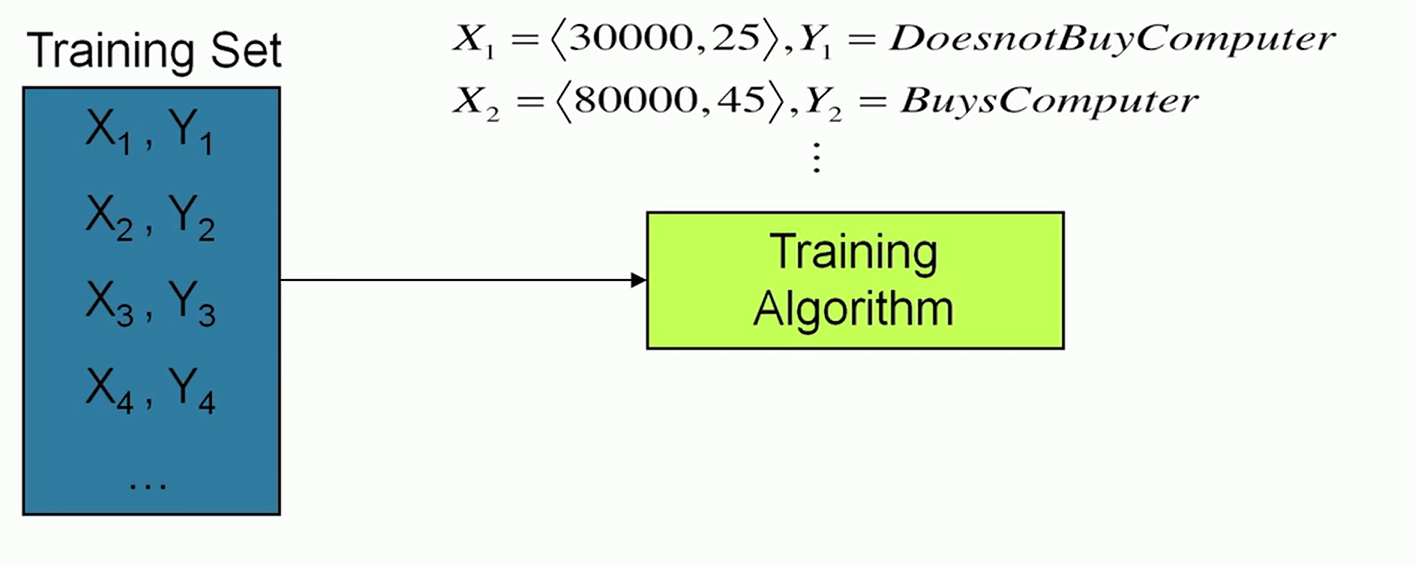 Training Set
X₁ , Y₁
X₂ , Y₂
X₃ , Y₃
X₄ , Y₄
...
X₁ = ⟨30000,25⟩,Y₁ = DoesnotBuyComputer
X₂ = ⟨80000,45⟩,Y₂ = BuysComputer
⋮
Training
Algorithm